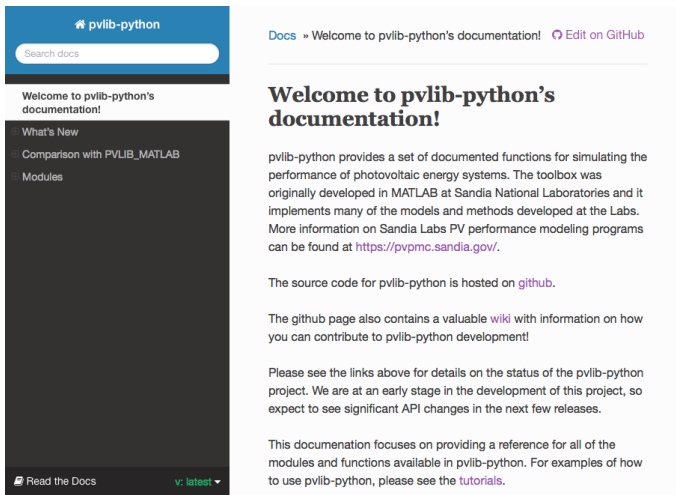 pvlib-python
Search docs
Welcome to pvlib-python's
documentation!
What's New
Comparison with PVLIB_MATLAB
Modules
Read the Docs
v: latest
Docs » Welcome to pvlib-python's documentation! Edit on GitHub
Welcome to pvlib-python's
documentation!
pvlib-python provides a set of documented functions for simulating the
performance of photovoltaic energy systems. The toolbox was
originally developed in MATLAB at Sandia National Laboratories and it
implements many of the models and methods developed at the Labs.
More information on Sandia Labs PV performance modeling programs
can be found at https://pvpmc.sandia.gov/.
The source code for pvlib-python is hosted on github.
The github page also contains a valuable wiki with information on how
you can contribute to pvlib-python development!
Please see the links above for details on the status of the pvlib-python
project. We are at an early stage in the development of this project, so
expect to see significant API changes in the next few releases.
This documenation focuses on providing a reference for all of the
modules and functions available in pvlib-python. For examples of how
to use pvlib-python, please see the tutorials.